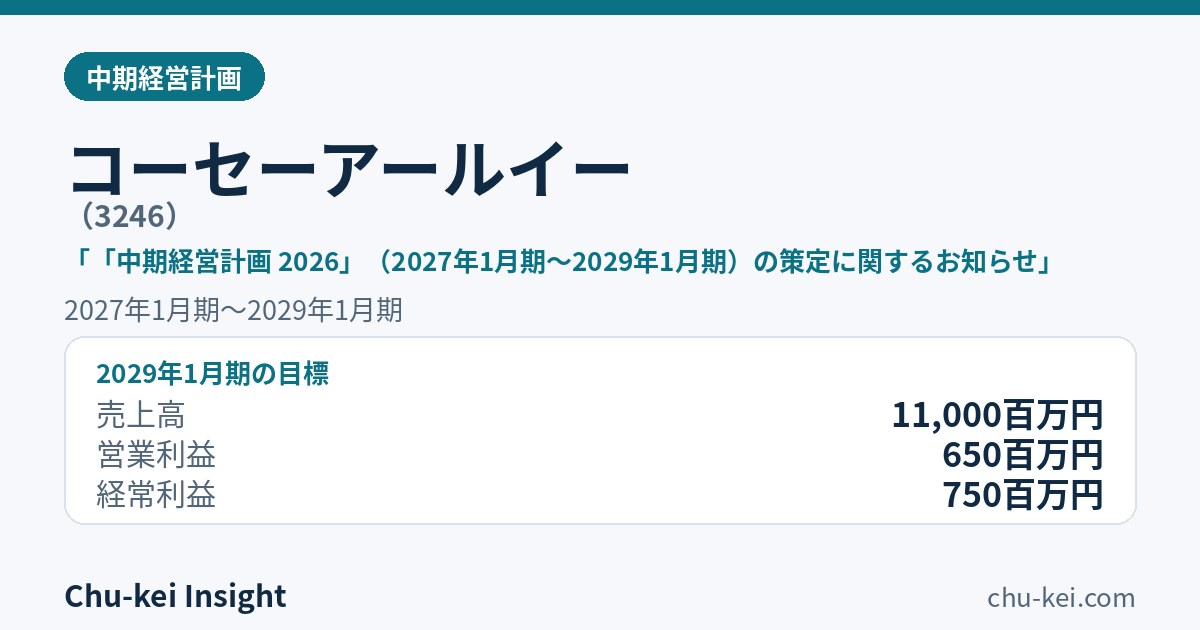 中期経営計画
コーセーアールイー
（3246）
「「中期経営計画 2026」（2027年1月期〜2029年1月期）の策定に関するお知らせ」
2027年1月期〜2029年1月期
2029年1月期の目標
売上高 11,000百万円
営業利益 650百万円
経常利益 750百万円
Chu-kei Insight chu-kei.com